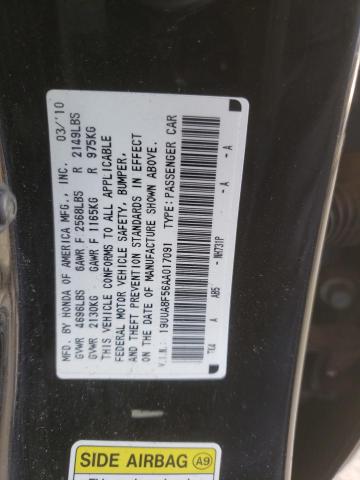 MFD. BY HONDA OF AMERICA MFG., INC. 03/'10
GVWR 4696LBS GAWR F 2568LBS R 2149LBS
GVWR 2130KG GAWR F 1165KG R 975KG
THIS VEHICLE CONFORMS TO ALL APPLICABLE
FEDERAL MOTOR VEHICLE SAFETY, BUMPER,
AND THEFT PREVENTION STANDARDS IN EFFECT
ON THE DATE OF MANUFACTURE SHOWN ABOVE.
V.I.N.: 19UUA8F56AA017091 TYPE: PASSENGER CAR
TK4 A AB5 NH731P - A - A
SIDE AIRBAG A9